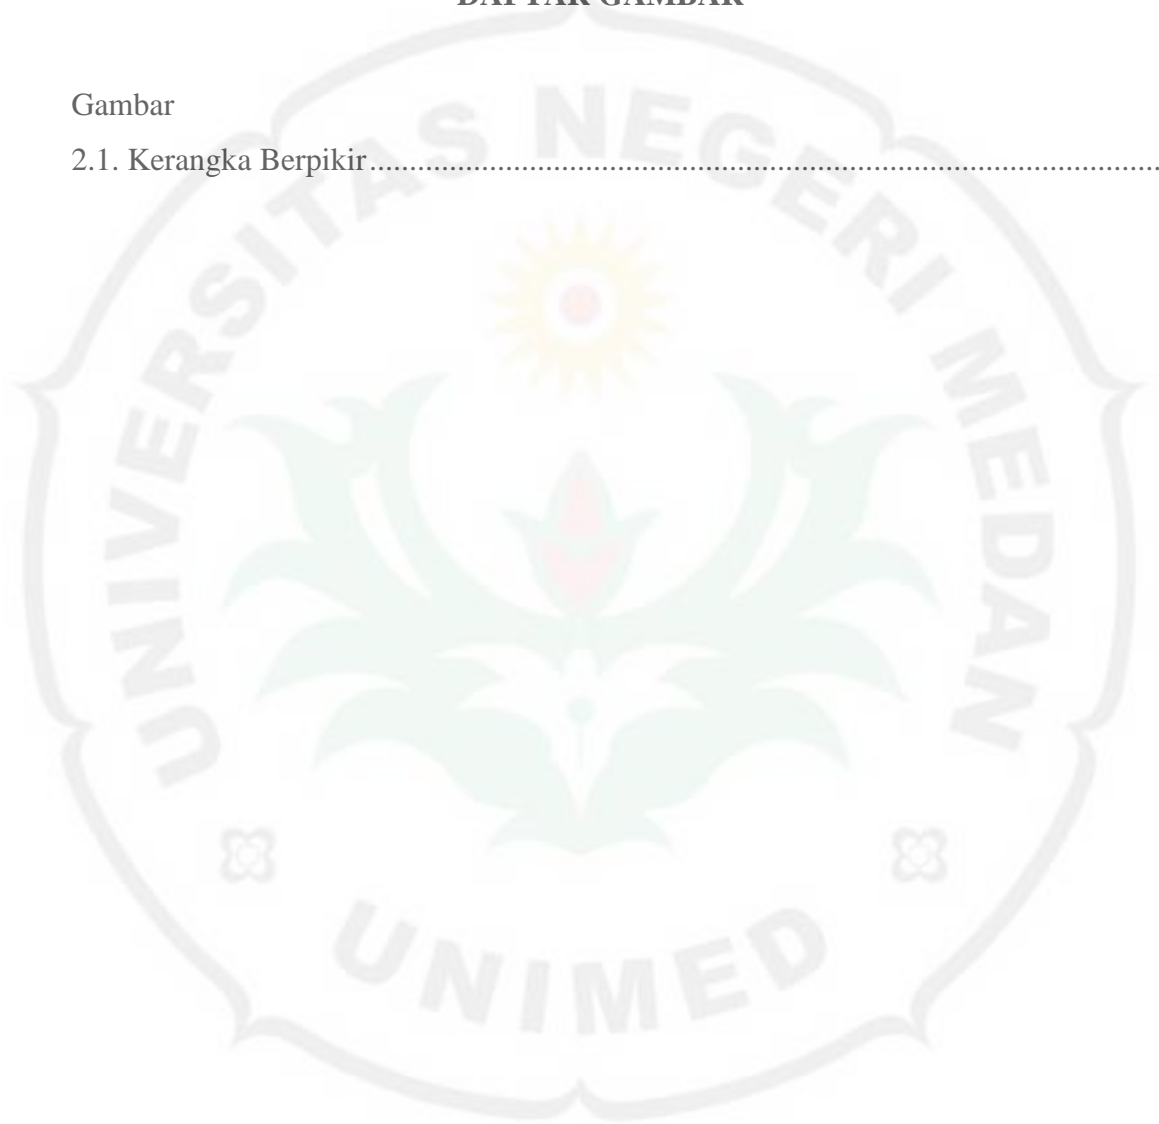 DAFTAR GAMBAR
Gambar
2.1. Kerangka Berpikir....................................................................................................
UNIVERSITAS NEGERI MEDAN
UNIMED